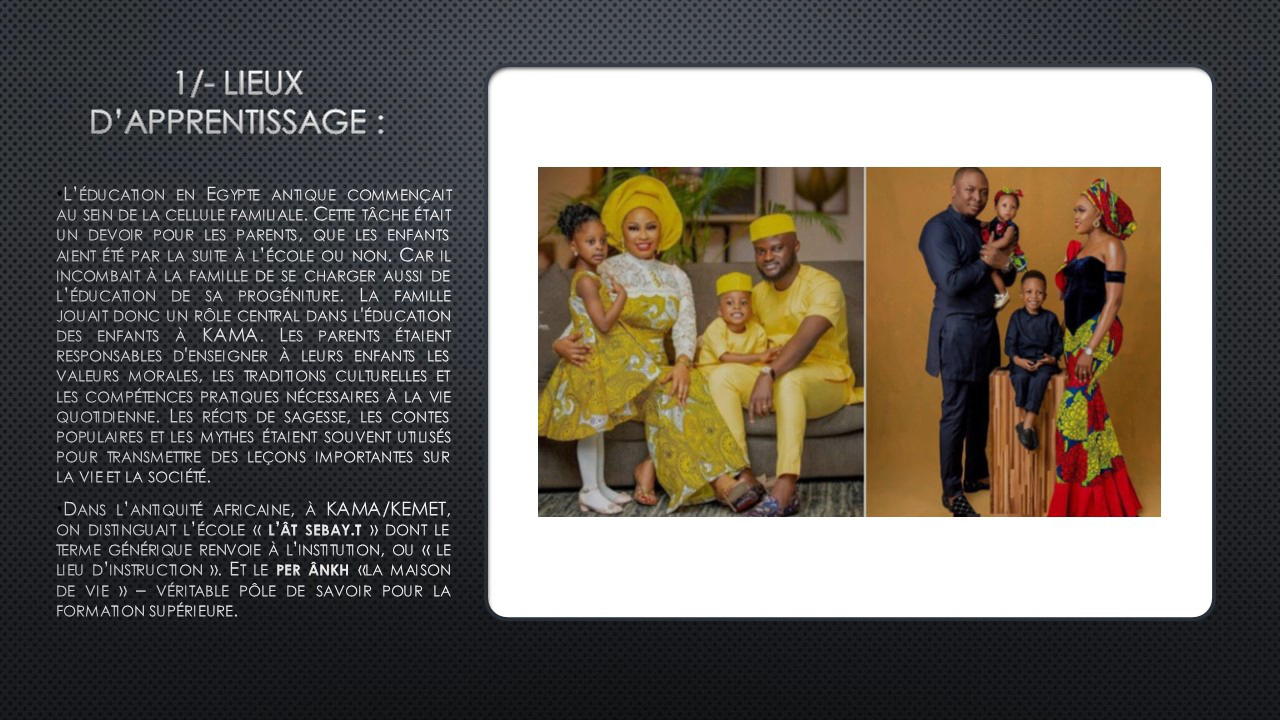 1/- LIEUX
D'APPRENTISSAGE :
L'ÉDUCATION EN EGYPTE ANTIQUE COMMENÇAIT
AU SEIN DE LA CELLULE FAMILIALE. CETTE TÂCHE ÉTAIT
UN DEVOIR POUR LES PARENTS, QUE LES ENFANTS
AIENT ÉTÉ PAR LA SUITE À L'ÉCOLE OU NON. CAR IL
INCOMBAIT À LA FAMILLE DE SE CHARGER AUSSI DE
L'ÉDUCATION DE SA PROGÉNITURE. LA FAMILLE
JOUAIT DONC UN RÔLE CENTRAL DANS L'ÉDUCATION
DES ENFANTS À KAMA. LES PARENTS ÉTAIENT
RESPONSABLES D'ENSEIGNER À LEURS ENFANTS LES
VALEURS MORALES, LES TRADITIONS CULTURELLES ET
LES COMPÉTENCES PRATIQUES NÉCESSAIRES À LA VIE
QUOTIDIENNE. LES RÉCITS DE SAGESSE, LES CONTES
POPULAIRES ET LES MYTHES ÉTAIENT SOUVENT UTILISÉS
POUR TRANSMETTRE DES LEÇONS IMPORTANTES SUR
LA VIE ET LA SOCIÉTÉ.
DANS L'ANTIQUITÉ AFRICAINE, À KAMA/KEMET,
ON DISTINGUAIT L'ÉCOLE « L'ÂT SEBAY.T » DONT LE
TERME GÉNÉRIQUE RENVOIE À L'INSTITUTION, OU « LE
LIEU D'INSTRUCTION ». ET LE PER ÂNKH «LA MAISON
DE VIE » – VÉRITABLE PÔLE DE SAVOIR POUR LA
FORMATION SUPÉRIEURE.